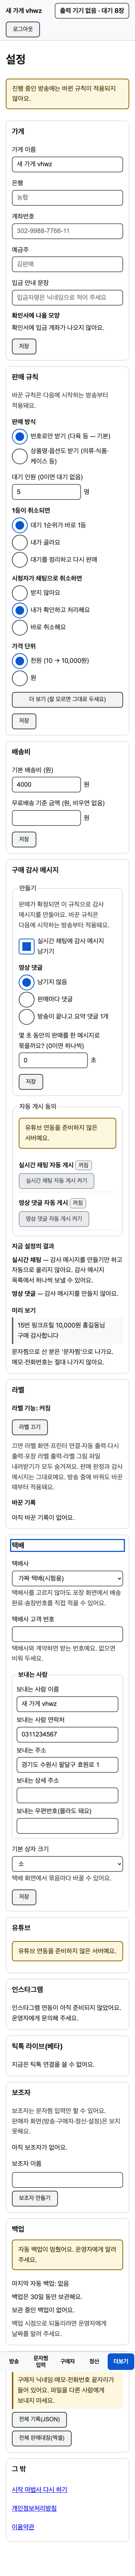 새 가게 vhwz
출력 기기 없음 · 대기 8장
로그아웃
설정
진행 중인 방송에는 바뀐 규칙이 적용되지
않아요.
가게
가게 이름
새 가게 vhwz
은행
농협
계좌번호
302-9988-7766-11
예금주
김판매
입금 안내 문장
입금자명은 닉네임으로 적어 주세요
확인서에 나올 모양
확인서에 입금 계좌가 나오지 않아요.
저장
판매 규칙
바꾼 규칙은 다음에 시작하는 방송부터
적용돼요.
판매 방식
번호로만 받기 (다육 등 — 기본)
상품명·옵션도 받기 (의류·식품·
케이스 등)
대기 인원 (0이면 대기 없음)
5
명
1등이 취소되면
대기 1순위가 바로 1등
내가 골라요
대기를 정리하고 다시 판매
시청자가 채팅으로 취소하면
받지 않아요
내가 확인하고 처리해요
바로 취소해요
가격 단위
천원 (10 → 10,000원)
원
더 보기 (잘 모르면 그대로 두세요)
저장
배송비
기본 배송비 (원)
4000
원
무료배송 기준 금액 (원, 비우면 없음)
원
저장
구매 감사 메시지
만들기
판매가 확정되면 이 규칙으로 감사
메시지를 만들어요. 바꾼 규칙은
다음에 시작하는 방송부터 적용돼요.
실시간 채팅에 감사 메시지
남기기
영상 댓글
남기지 않음
판매마다 댓글
방송이 끝나고 요약 댓글 1개
몇 초 동안의 판매를 한 메시지로
묶을까요? (0이면 하나씩)
0
초
저장
자동 게시 동의
유튜브 연동을 준비하지 않은
서버예요.
실시간 채팅 자동 게시 꺼짐
실시간 채팅 자동 게시 켜기
영상 댓글 자동 게시 꺼짐
영상 댓글 자동 게시 켜기
지금 설정의 결과
실시간 채팅 — 감사 메시지를 만들기만 하고
자동으로 올리지 않아요. 감사 메시지
목록에서 하나씩 보낼 수 있어요.
영상 댓글 — 감사 메시지를 만들지 않아요.
미리 보기
15번 핑크프릴 10,000원 홍길동님
구매 감사합니다
문자찜으로 산 분은 '문자찜'으로 나가요.
메모·전화번호는 절대 나가지 않아요.
라벨
라벨 기능: 켜짐
라벨 끄기
끄면 라벨 화면·프린터 연결·자동 출력·다시
출력·포장 라벨 출력·라벨 그림 파일
내려받기가 모두 숨겨져요. 판매 판정과 감사
메시지는 그대로예요. 방송 중에 바꿔도 바로
때부터 적용돼요.
바꾼 기록
아직 바꾼 기록이 없어요.
택배
택배사
가짜 택배(시험용)
택배사를 고르지 않아도 포장 화면에서 배송
완료·송장번호를 직접 적을 수 있어요.
택배사 고객 번호
택배사와 계약하면 받는 번호예요. 없으면
비워 두세요.
보내는 사람
보내는 사람 이름
새 가게 vhwz
보내는 사람 연락처
0311234567
보내는 주소
경기도 수원시 팔달구 효원로 1
보내는 상세 주소
보내는 우편번호(몰라도 돼요)
기본 상자 크기
소
택배 화면에서 묶음마다 바꿀 수 있어요.
저장
유튜브
유튜브 연동을 준비하지 않은 서버예요.
인스타그램
인스타그램 연동이 아직 준비되지 않았어요.
운영자에게 문의해 주세요.
틱톡 라이브(베타)
지금은 틱톡 연결을 쓸 수 없어요.
보조자
보조자는 문자찜 입력만 할 수 있어요.
판매자 화면(방송·구매자·정산·설정)은 보지
못해요.
아직 보조자가 없어요.
보조자 이름
보조자 만들기
백업
자동 백업이 멈췄어요. 운영자에게 알려
주세요.
마지막 자동 백업: 없음
백업은 30일 동안 보관해요.
보관 중인 백업이 없어요.
백업 시점으로 되돌리려면 운영자에게
날짜를 알려 주세요.
방송
문자찜
입력
구매자
정산
더보기
구매자 닉네임·메모·전화번호 끝자리가
들어 있어요. 파일을 다른 사람에게
보내지 마세요.
전체 기록(JSON)
전체 판매대장(엑셀)
그 밖
시작 마법사 다시 하기
개인정보처리방침
이용약관